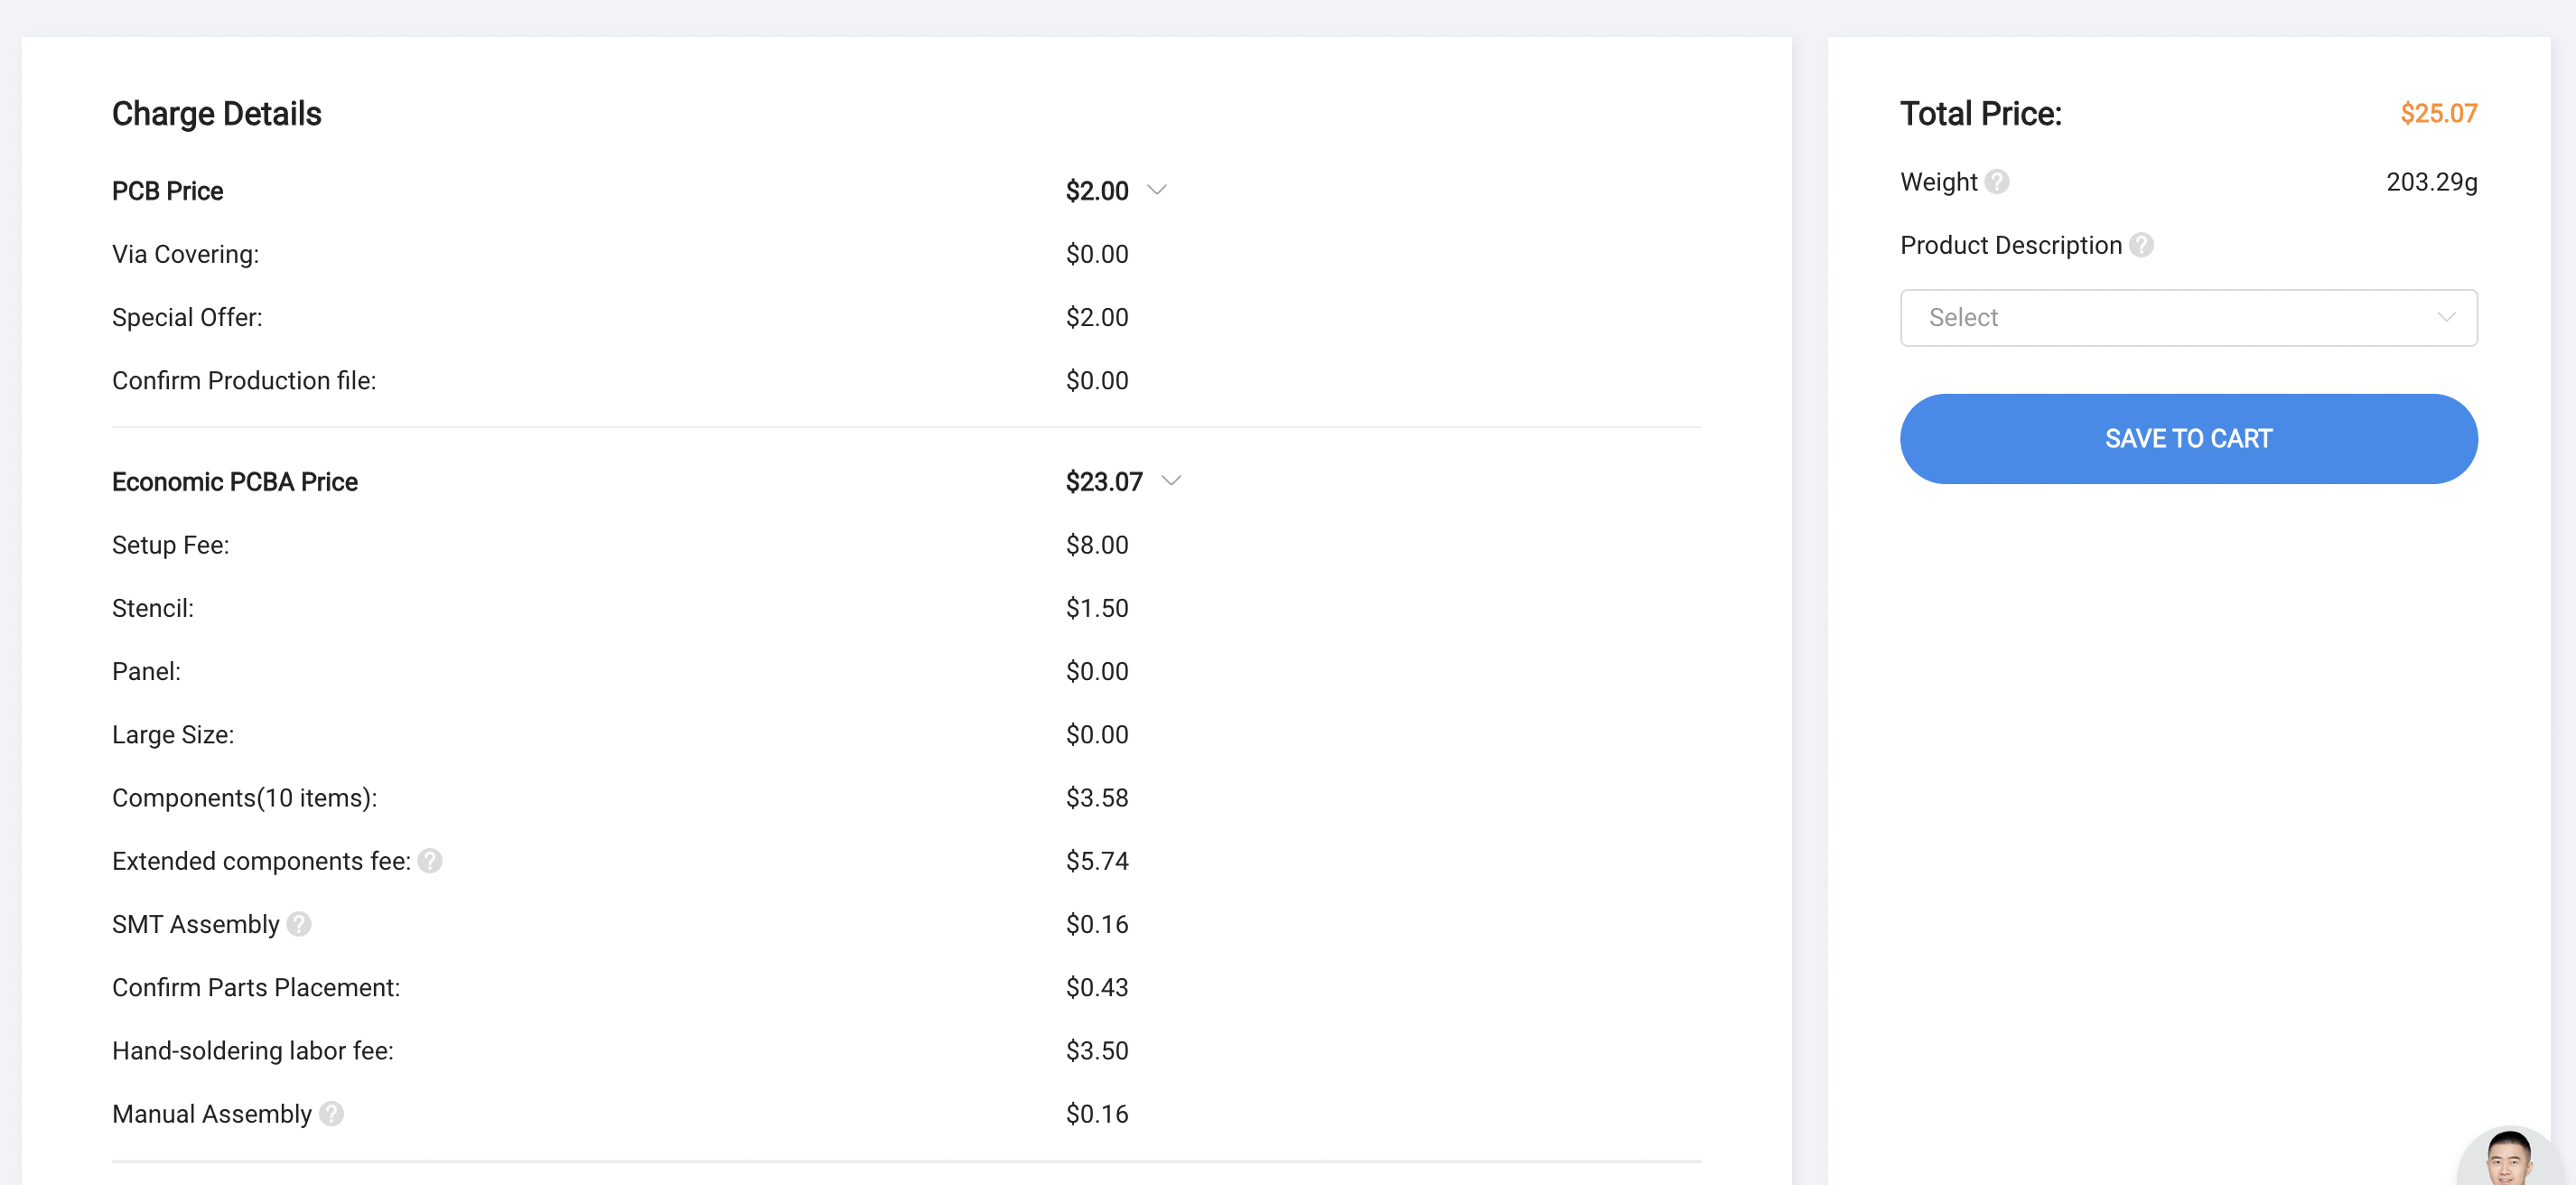 Charge Details
PCB Price $2.00
Via Covering: $0.00
Special Offer: $2.00
Confirm Production file: $0.00
Economic PCBA Price $23.07
Setup Fee: $8.00
Stencil: $1.50
Panel: $0.00
Large Size: $0.00
Components(10 items): $3.58
Extended components fee: ? $5.74
SMT Assembly ? $0.16
Confirm Parts Placement: $0.43
Hand-soldering labor fee: $3.50
Manual Assembly ? $0.16
Total Price: $25.07
Weight ? 203.29g
Product Description ?
Select
SAVE TO CART